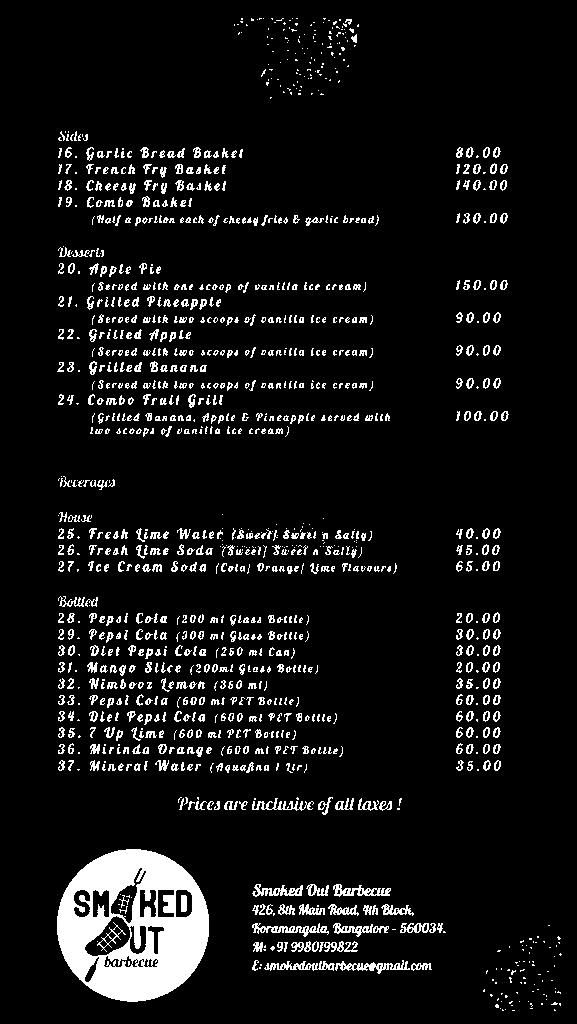 Sides
16. Garlic Bread Basket 80.00
17. French Fry Basket 120.00
18. Cheesy Fry Basket 140.00
19. Combo Basket
(Half a portion each of cheesy fries & garlic bread) 130.00
Desserts
20. Apple Pie
(Served with one scoop of vanilla ice cream) 150.00
21. Grilled Pineapple
(Served with two scoops of vanilla ice cream) 90.00
22. Grilled Apple
(Served with two scoops of vanilla ice cream) 90.00
23. Grilled Banana
(Served with two scoops of vanilla ice cream) 90.00
24. Combo Fruit Grill
(Grilled Banana, Apple & Pineapple served with 100.00
two scoops of vanilla ice cream)
Beverages
House
25. Fresh Lime Water (Sweet/ Sweet n Salty) 40.00
26. Fresh Lime Soda (Sweet/ Sweet n Salty) 45.00
27. Ice Cream Soda (Cola/ Orange/ Lime Flavours) 65.00
Bottled
28. Pepsi Cola (200 ml Glass Bottle) 20.00
29. Pepsi Cola (300 ml Glass Bottle) 30.00
30. Diet Pepsi Cola (250 ml Can) 30.00
31. Mango Slice (200ml Glass Bottle) 20.00
32. Nimbooz Lemon (350 ml) 35.00
33. Pepsi Cola (600 ml PET Bottle) 60.00
34. Diet Pepsi Cola (600 ml PET Bottle) 60.00
35. 7 Up Lime (600 ml PET Bottle) 60.00
36. Mirinda Orange (600 ml PET Bottle) 60.00
37. Mineral Water (Aquafina 1 Ltr) 35.00
Prices are inclusive of all taxes !
SMOKED
OUT
barbecue
Smoked Out Barbecue
426, 8th Main Road, 4th Block,
Koramangala, Bangalore - 560034.
M: +91 9980199822
E: smokedoutbarbecue@gmail.com